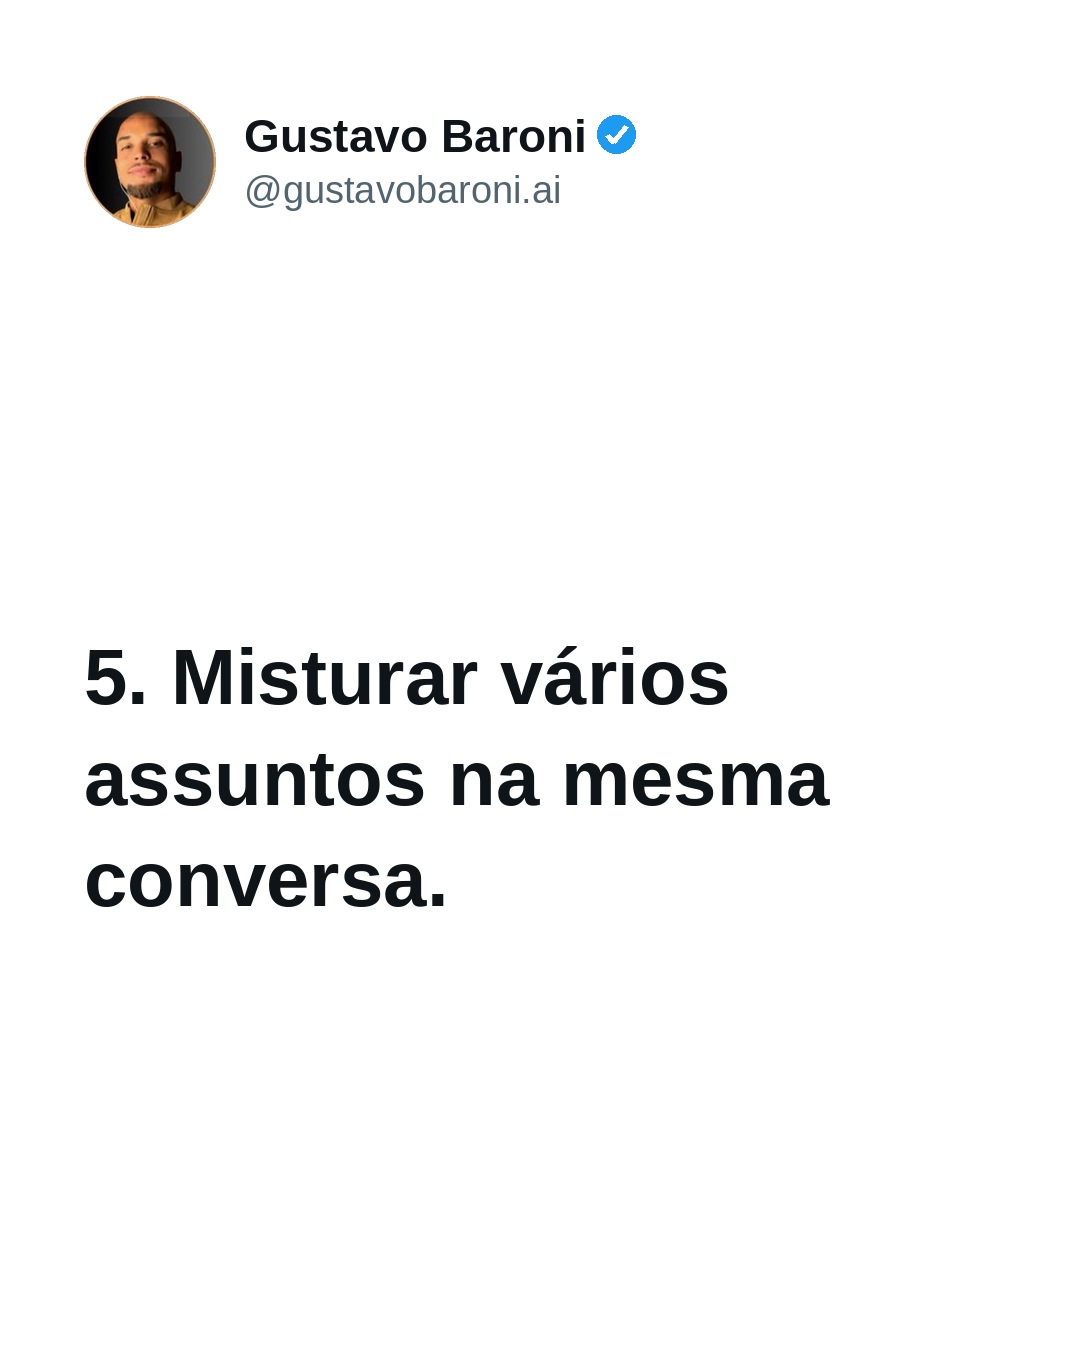 Gustavo Baroni
@gustavobaroni.ai
5. Misturar vários
assuntos na mesma
conversa.